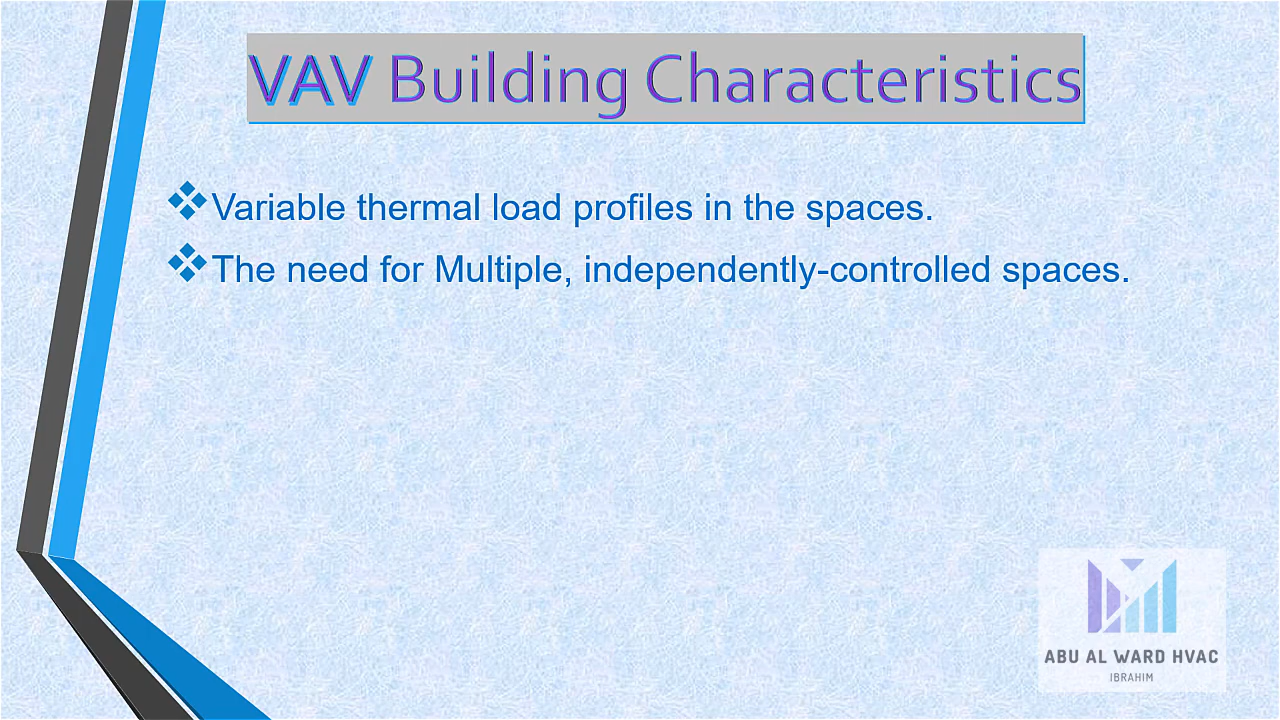 VAV Building Characteristics
Variable thermal load profiles in the spaces.
The need for Multiple, independently-controlled spaces.
ABU AL WARD HVAC
IBRAHIM